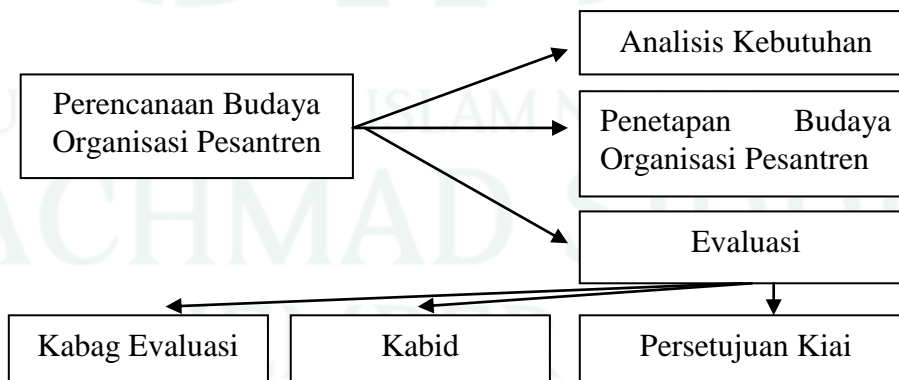 Analisis Kebutuhan
Perencanaan Budaya
Organisasi Pesantren
Penetapan Budaya
Organisasi Pesantren
Evaluasi
Kabag Evaluasi
Kabid
Persetujuan Kiai